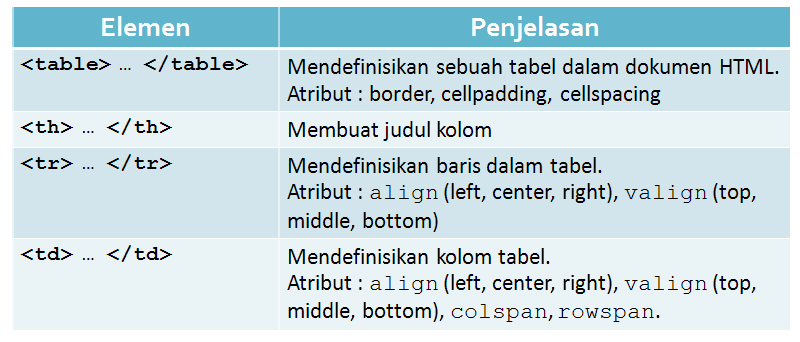 Elemen Penjelasan
<table> … </table> Mendefinisikan sebuah tabel dalam dokumen HTML.
Atribut : border, cellpadding, cellspacing
<th> … </th> Membuat judul kolom
<tr> … </tr> Mendefinisikan baris dalam tabel.
Atribut : align (left, center, right), valign (top,
middle, bottom)
<td> … </td> Mendefinisikan kolom tabel.
Atribut : align (left, center, right), valign (top,
middle, bottom), colspan, rowspan.